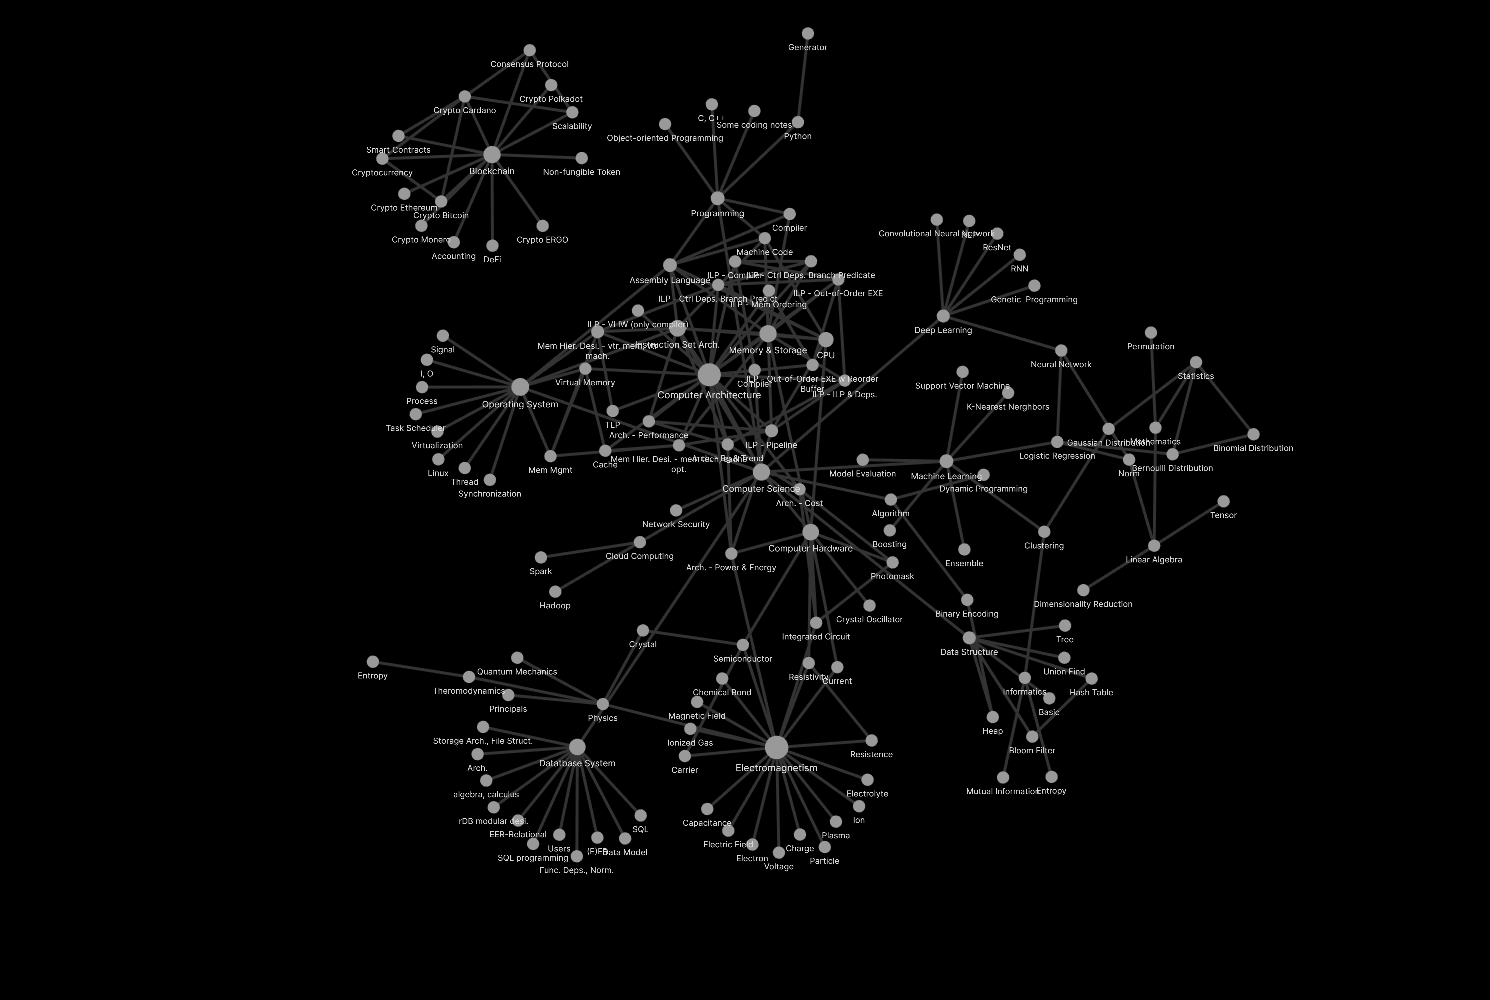 Generator
Consensus Protocol
Crypto Polkadot
Crypto Cardano
C, C++
Some coding notes
Scalability
Object-oriented Programming
Python
Smart Contracts
Cryptocurrency
Blockchain
Non-fungible Token
Crypto Ethereum
Crypto Bitcoin
Programming
Compiler
Crypto Monero
Crypto ERGO
Accounting
DeFi
Machine Code
Convolutional Neural Network
ResNet
RNN
Assembly Language
ILP - Compiler
ILP - Ctrl Deps. Branch Predicate
ILP - Out-of-Order EXE
ILP - Ctrl Deps. Branch Predict
ILP - Mem Ordering
Genetic Programming
ILP - VLIW (only compiler)
Deep Learning
Instruction Set Arch.
Mem Hier. Desi. - vtr. mem, vtr.
mach.
Memory & Storage
CPU
Signal
Permutation
Neural Network
I, O
Virtual Memory
Compiler
ILP - Out-of-Order EXE w Reorder
Buffer
ILP - ILP & Deps.
Statistics
Support Vector Machine
Process
Operating System
Computer Architecture
K-Nearest Nerghbors
Task Scheduler
TLP
Arch. - Performance
Virtualization
ILP - Pipeline
Gaussian Distribution
Mathematics
Binomial Distribution
Logistic Regression
Linux
Mem Mgmt
Cache
Mem Hier. Desi. - mem tech, cache
opt.
Model Evaluation
Machine Learning
Norm
Bernoulli Distribution
Thread
Synchronization
Computer Science
Arch. - Cost
Dynamic Programming
Algorithm
Tensor
Network Security
Boosting
Clustering
Computer Hardware
Cloud Computing
Arch. - Power & Energy
Ensemble
Linear Algebra
Spark
Photomask
Hadoop
Dimensionality Reduction
Binary Encoding
Crystal Oscillator
Integrated Circuit
Crystal
Tree
Semiconductor
Data Structure
Entropy
Quantum Mechanics
Union Find
Theromodynamics
Resistivity
Current
Informatics
Hash Table
Chemical Bond
Principals
Basic
Physics
Magnetic Field
Heap
Storage Arch., File Struct.
Ionized Gas
Resistence
Bloom Filter
Arch.
Datatbase System
Carrier
Electromagnetism
algebra, calculus
Electrolyte
Mutual Information
Entropy
rDB modular desi.
Capacitance
Ion
EER-Relational
SQL
Plasma
Users
Data Model
Electric Field
Charge
SQL programming
Electron
Voltage
Particle
Func. Deps., Norm.